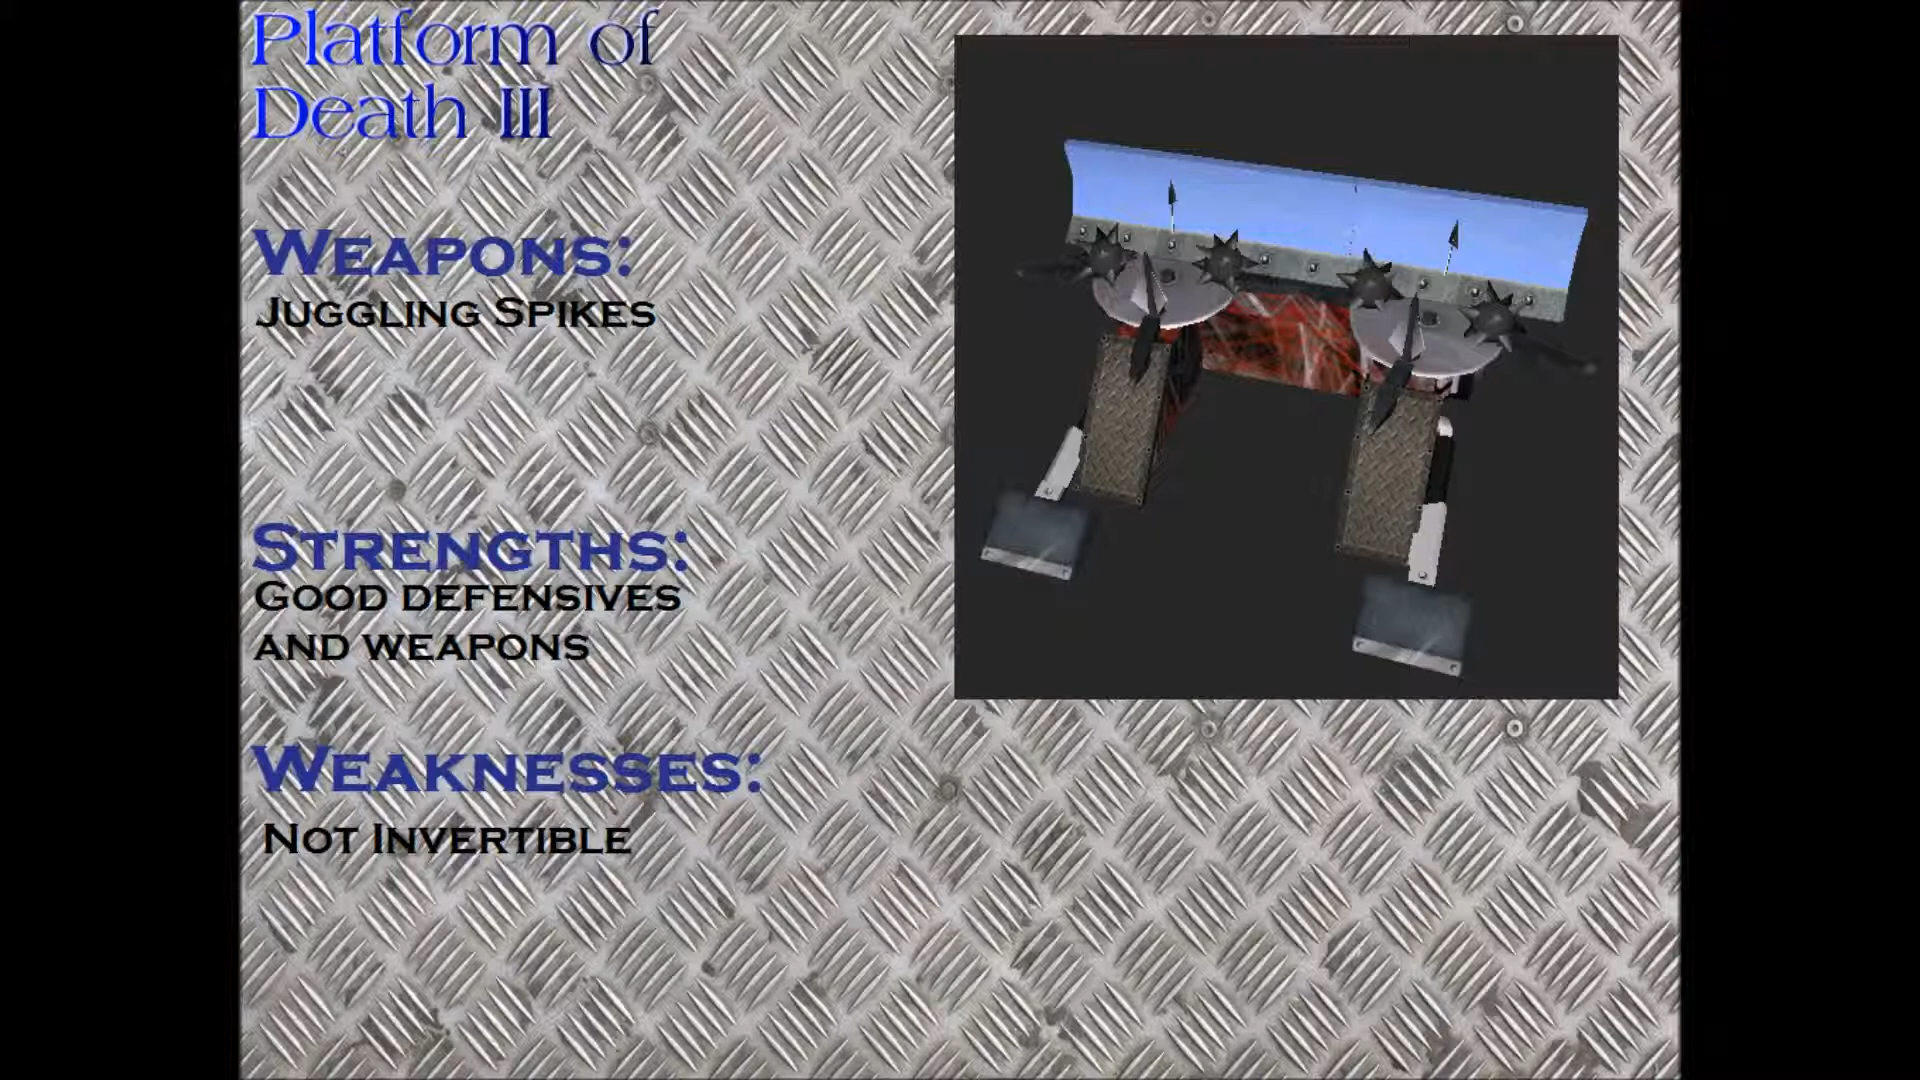 Platform of
Death III
Weapons:
Juggling Spikes
Strengths:
Good defensives
and weapons
Weaknesses:
Not Invertible